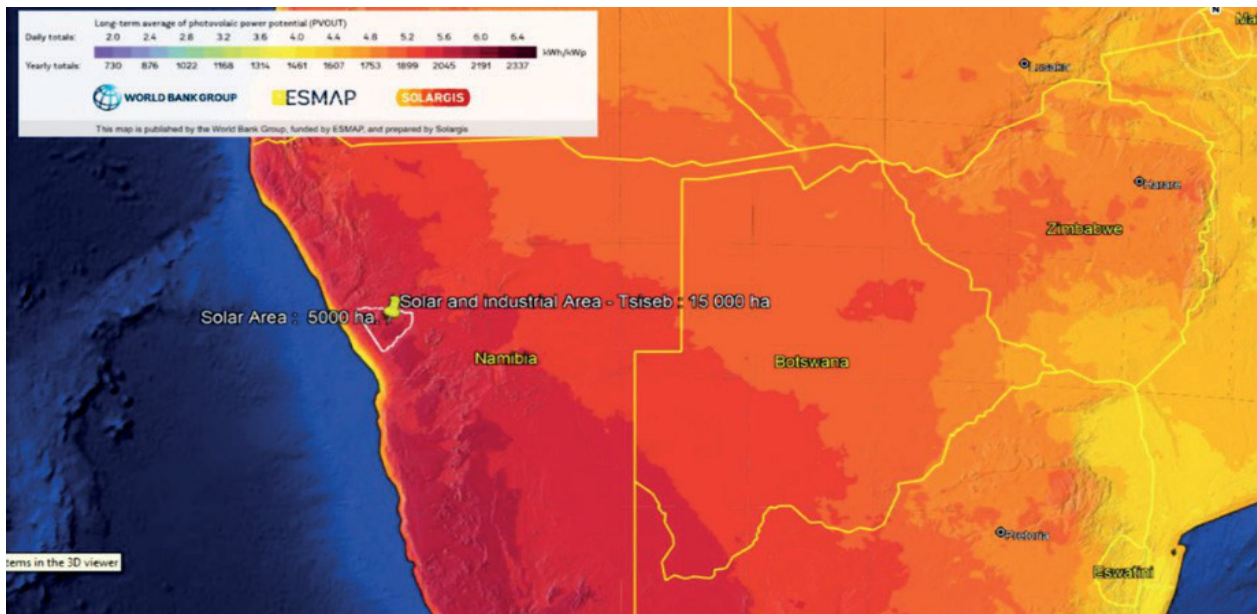 Long-term average of photovolaic power potential (PVOUT)
Daily totals: 2.0 2.4 2.8 3.2 3.6 4.0 4.4 4.8 5.2 5.6 6.0 6.4
kWh/kWp
Yearly totals: 730 876 1022 1168 1314 1461 1607 1753 1899 2045 2191 2337
WORLD BANK GROUP ESMAP SOLARGIS
This map is published by the World Bank Group, funded by ESMAP, and prepared by Solargis
N
Ma
Lusaka
Harare
Zimbabwe
Solar and industrial Area - Tsiseb : 15 000 ha
Solar Area : 5000 ha
Namibia
Botswana
Pretoria
tems in the 3D viewer
Eswatini